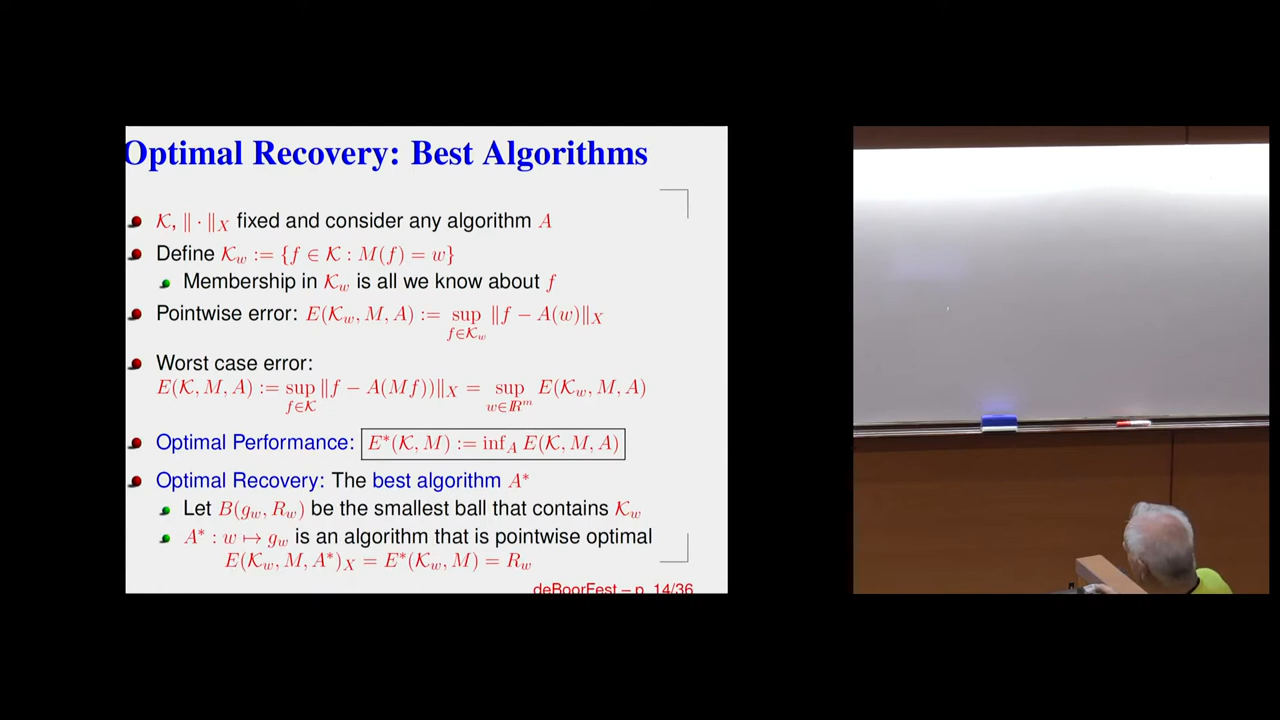 Optimal Recovery: Best Algorithms
𝒦, ‖ · ‖_X fixed and consider any algorithm A
Define 𝒦_w := {f ∈ 𝒦 : M(f) = w}
Membership in 𝒦_w is all we know about f
Pointwise error: E(𝒦_w, M, A) := sup_{f∈𝒦_w} ‖f − A(w)‖_X
Worst case error:
E(𝒦, M, A) := sup_{f∈𝒦} ‖f − A(Mf))‖_X = sup_{w∈ℝ^m} E(𝒦_w, M, A)
Optimal Performance: E*(𝒦, M) := inf_A E(𝒦, M, A)
Optimal Recovery: The best algorithm A*
Let B(g_w, R_w) be the smallest ball that contains 𝒦_w
A* : w ↦ g_w is an algorithm that is pointwise optimal
E(𝒦_w, M, A*)_X = E*(𝒦_w, M) = R_w
deBoorFest – p. 14/36